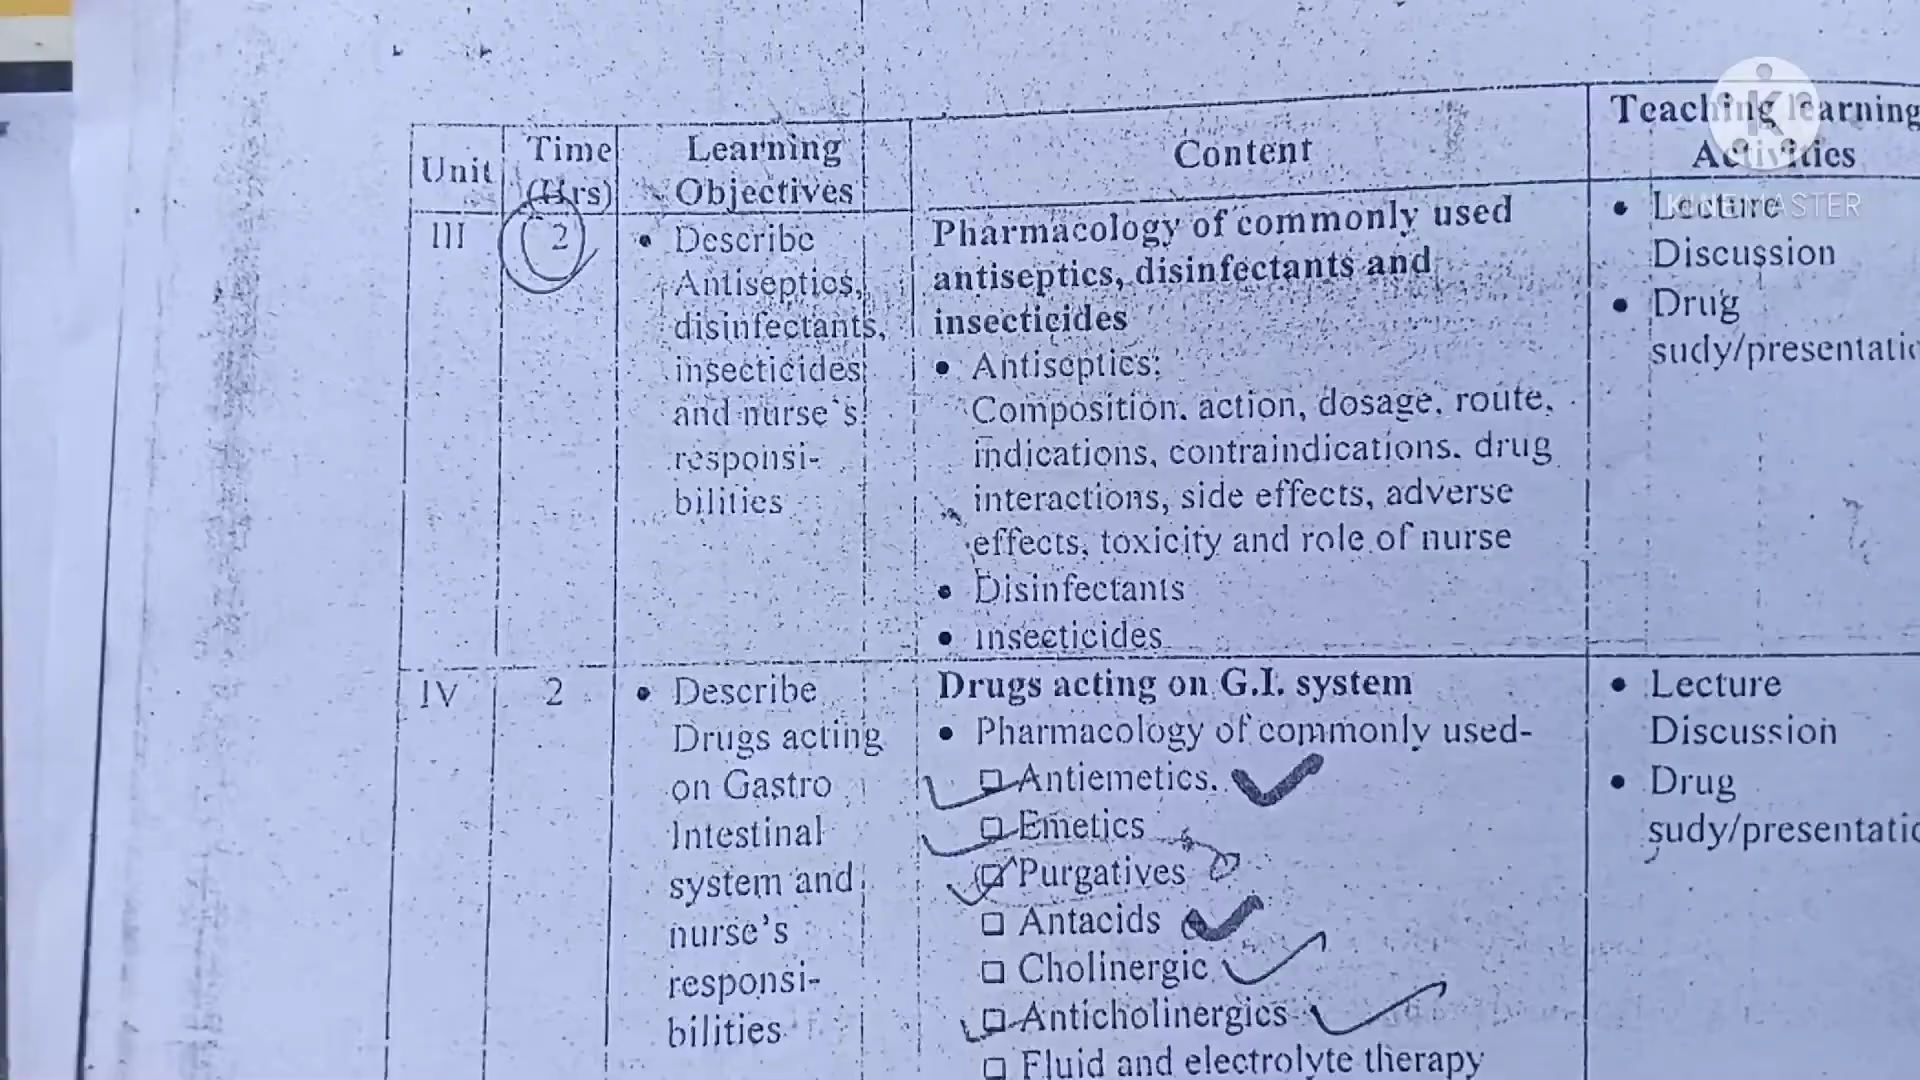 Unit
Time
(Hrs)
Learning
Objectives
Content
Teaching learning
Activities
KINEMASTER
III
2
• Describe
Antiseptics,
disinfectants,
insecticides
and nurse's
responsi-
bilities
Pharmacology of commonly used
antiseptics, disinfectants and
insecticides
• Antiseptics:
Composition, action, dosage, route,
indications, contraindications, drug
interactions, side effects, adverse
effects, toxicity and role of nurse
• Disinfectants
• Insecticides
• Lecture
Discussion
• Drug
sudy/presentatio
IV
2
• Describe
Drugs acting
on Gastro
Intestinal
system and
nurse's
responsi-
bilities
Drugs acting on G.I. system
• Pharmacology of commonly used-
□ Antiemetics.
□ Emetics
□ Purgatives
□ Antacids
□ Cholinergic
□ Anticholinergics
□ Fluid and electrolyte therapy
• Lecture
Discussion
• Drug
sudy/presentatio